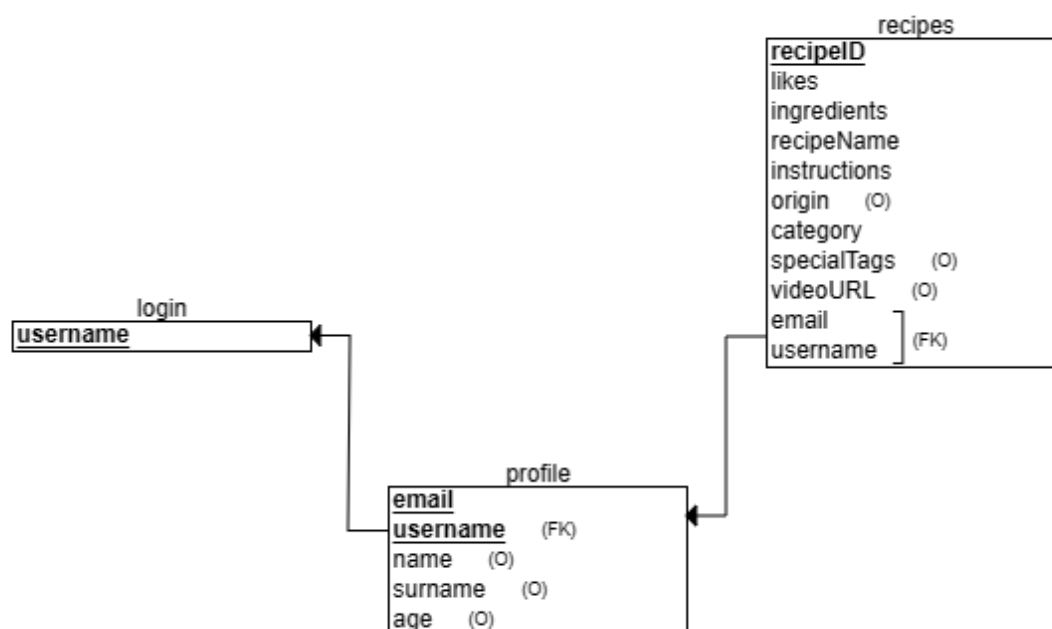 recipes
recipeID
likes
ingredients
recipeName
instructions
origin (O)
category
specialTags (O)
videoURL (O)
email
username (FK)
login
username
profile
email
username (FK)
name (O)
surname (O)
age (O)